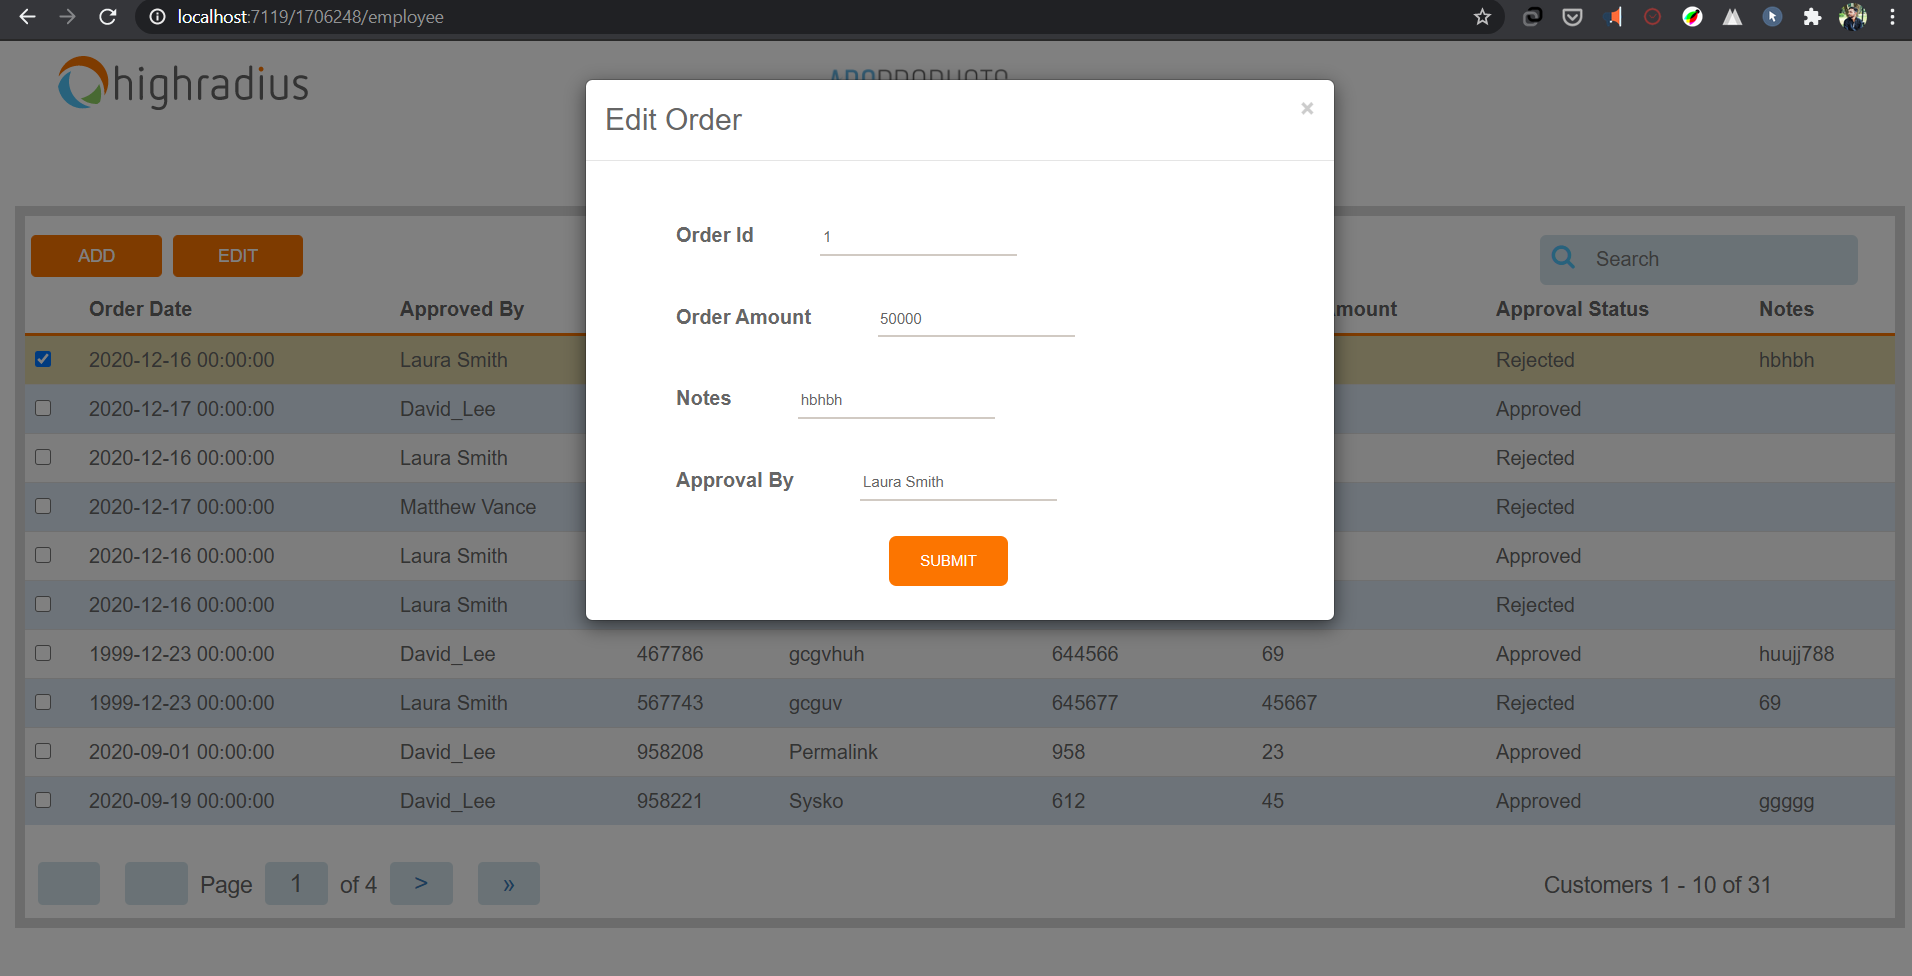 localhost:7119/1706248/employee
highradius
Edit Order
×
Order Id 1
Order Amount 50000
Notes hbhbh
Approval By Laura Smith
SUBMIT
ADD EDIT Search
Order Date Approved By Approval Status Notes
2020-12-16 00:00:00 Laura Smith Rejected hbhbh
2020-12-17 00:00:00 David_Lee Approved
2020-12-16 00:00:00 Laura Smith Rejected
2020-12-17 00:00:00 Matthew Vance Rejected
2020-12-16 00:00:00 Laura Smith Approved
2020-12-16 00:00:00 Laura Smith Rejected
1999-12-23 00:00:00 David_Lee 467786 gcgvhuh 644566 69 Approved huujj788
1999-12-23 00:00:00 Laura Smith 567743 gcguv 645677 45667 Rejected 69
2020-09-01 00:00:00 David_Lee 958208 Permalink 958 23 Approved
2020-09-19 00:00:00 David_Lee 958221 Sysko 612 45 Approved ggggg
Page 1 of 4 > » Customers 1 - 10 of 31